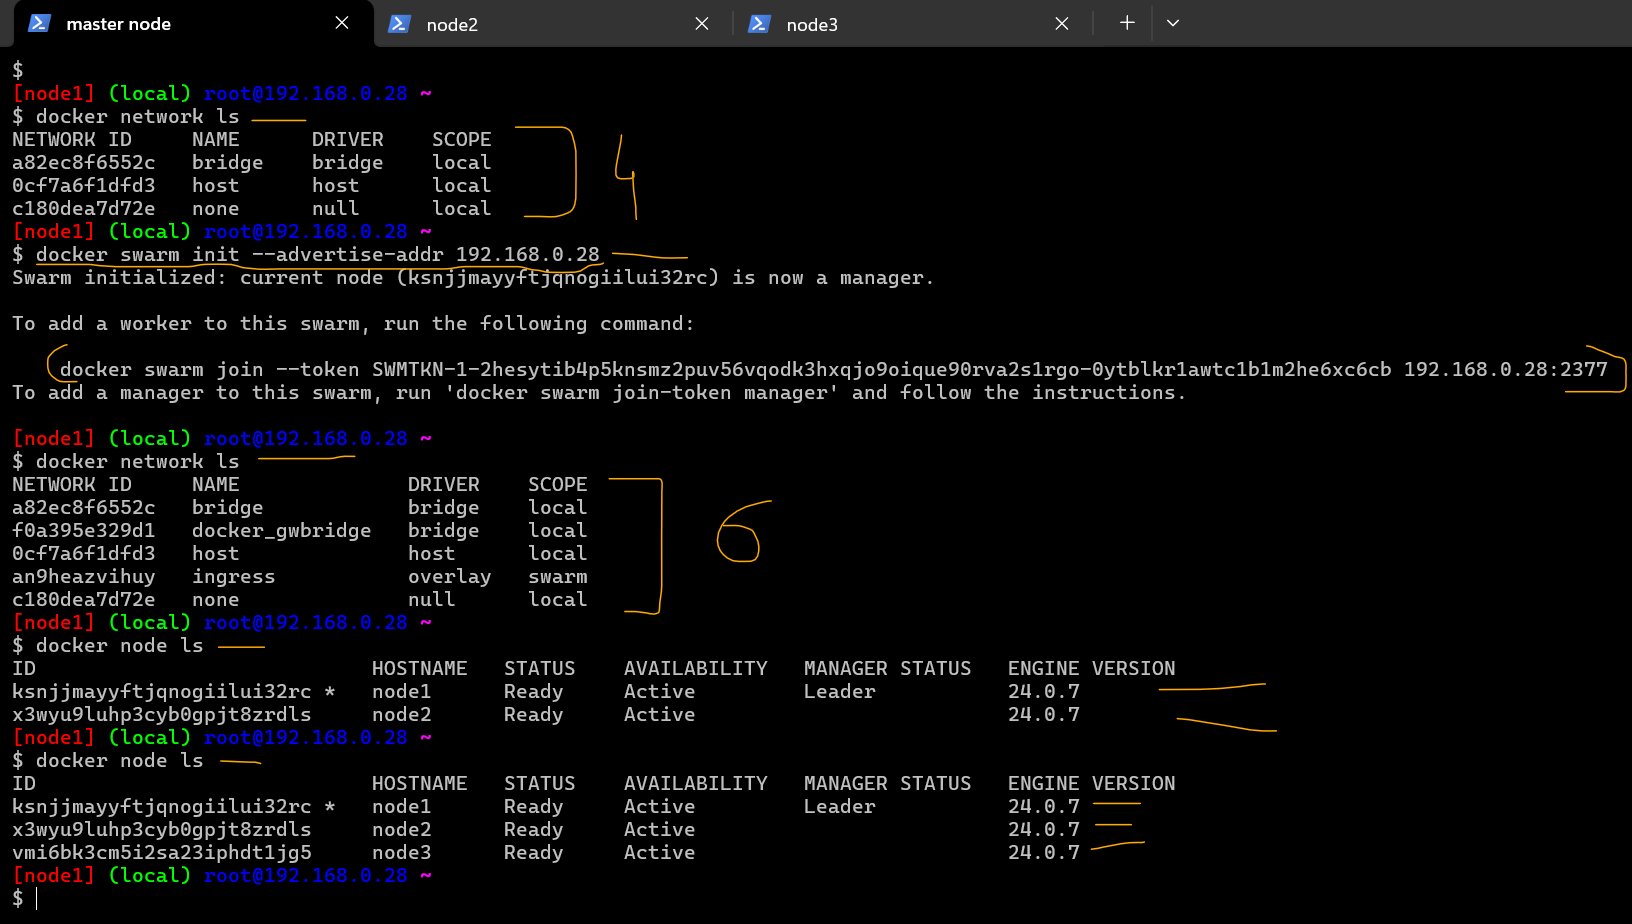 master node
node2
node3
$
[node1] (local) root@192.168.0.28 ~
$ docker network ls
NETWORK ID     NAME      DRIVER    SCOPE
a82ec8f6552c   bridge    bridge    local
0cf7a6f1dfd3   host      host      local
c180dea7d72e   none      null      local
4
[node1] (local) root@192.168.0.28 ~
$ docker swarm init --advertise-addr 192.168.0.28
Swarm initialized: current node (ksnjjmayyftjqnogiilui32rc) is now a manager.
To add a worker to this swarm, run the following command:
docker swarm join --token SWMTKN-1-2hesytib4p5knsmz2puv56vqodk3hxqjo9oique90rva2s1rgo-0ytblkr1awtc1b1m2he6xc6cb 192.168.0.28:2377
To add a manager to this swarm, run 'docker swarm join-token manager' and follow the instructions.
[node1] (local) root@192.168.0.28 ~
$ docker network ls
NETWORK ID     NAME              DRIVER    SCOPE
a82ec8f6552c   bridge            bridge    local
f0a395e329d1   docker_gwbridge   bridge    local
0cf7a6f1dfd3   host              host      local
an9heazvihuy   ingress           overlay   swarm
c180dea7d72e   none              null      local
6
[node1] (local) root@192.168.0.28 ~
$ docker node ls
ID                            HOSTNAME   STATUS    AVAILABILITY   MANAGER STATUS   ENGINE VERSION
ksnjjmayyftjqnogiilui32rc *   node1      Ready     Active         Leader           24.0.7
x3wyu9luhp3cyb0gpjt8zrdls     node2      Ready     Active                          24.0.7
[node1] (local) root@192.168.0.28 ~
$ docker node ls
ID                            HOSTNAME   STATUS    AVAILABILITY   MANAGER STATUS   ENGINE VERSION
ksnjjmayyftjqnogiilui32rc *   node1      Ready     Active         Leader           24.0.7
x3wyu9luhp3cyb0gpjt8zrdls     node2      Ready     Active                          24.0.7
vmi6bk3cm5i2sa23iphdt1jg5     node3      Ready     Active                          24.0.7
[node1] (local) root@192.168.0.28 ~
$